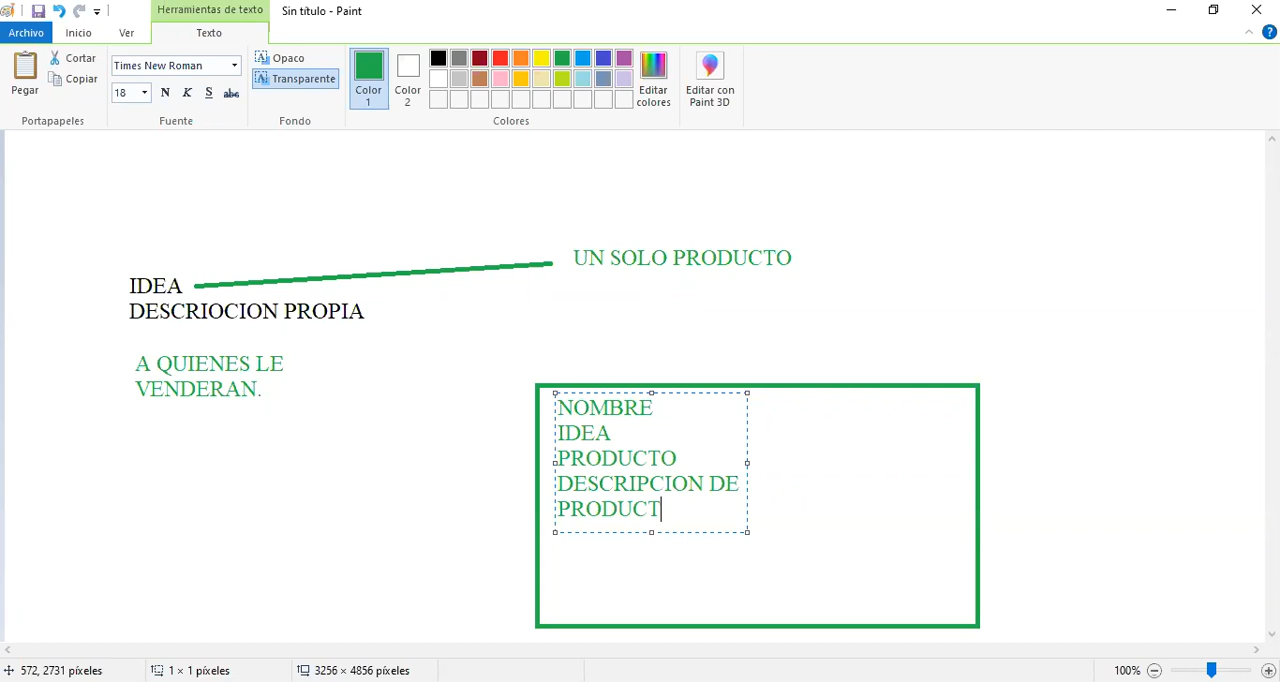 Herramientas de texto
Sin título - Paint
Archivo
Inicio
Ver
Texto
Pegar
Cortar
Copiar
Portapapeles
Times New Roman
18
N K S abc
Fuente
Opaco
Transparente
Fondo
Color 1
Color 2
Editar colores
Colores
Editar con Paint 3D
UN SOLO PRODUCTO
IDEA
DESCRIOCION PROPIA
A QUIENES LE
VENDERAN.
NOMBRE
IDEA
PRODUCTO
DESCRIPCION DE
PRODUCT
572, 2731 píxeles
1 × 1 píxeles
3256 × 4856 píxeles
100%